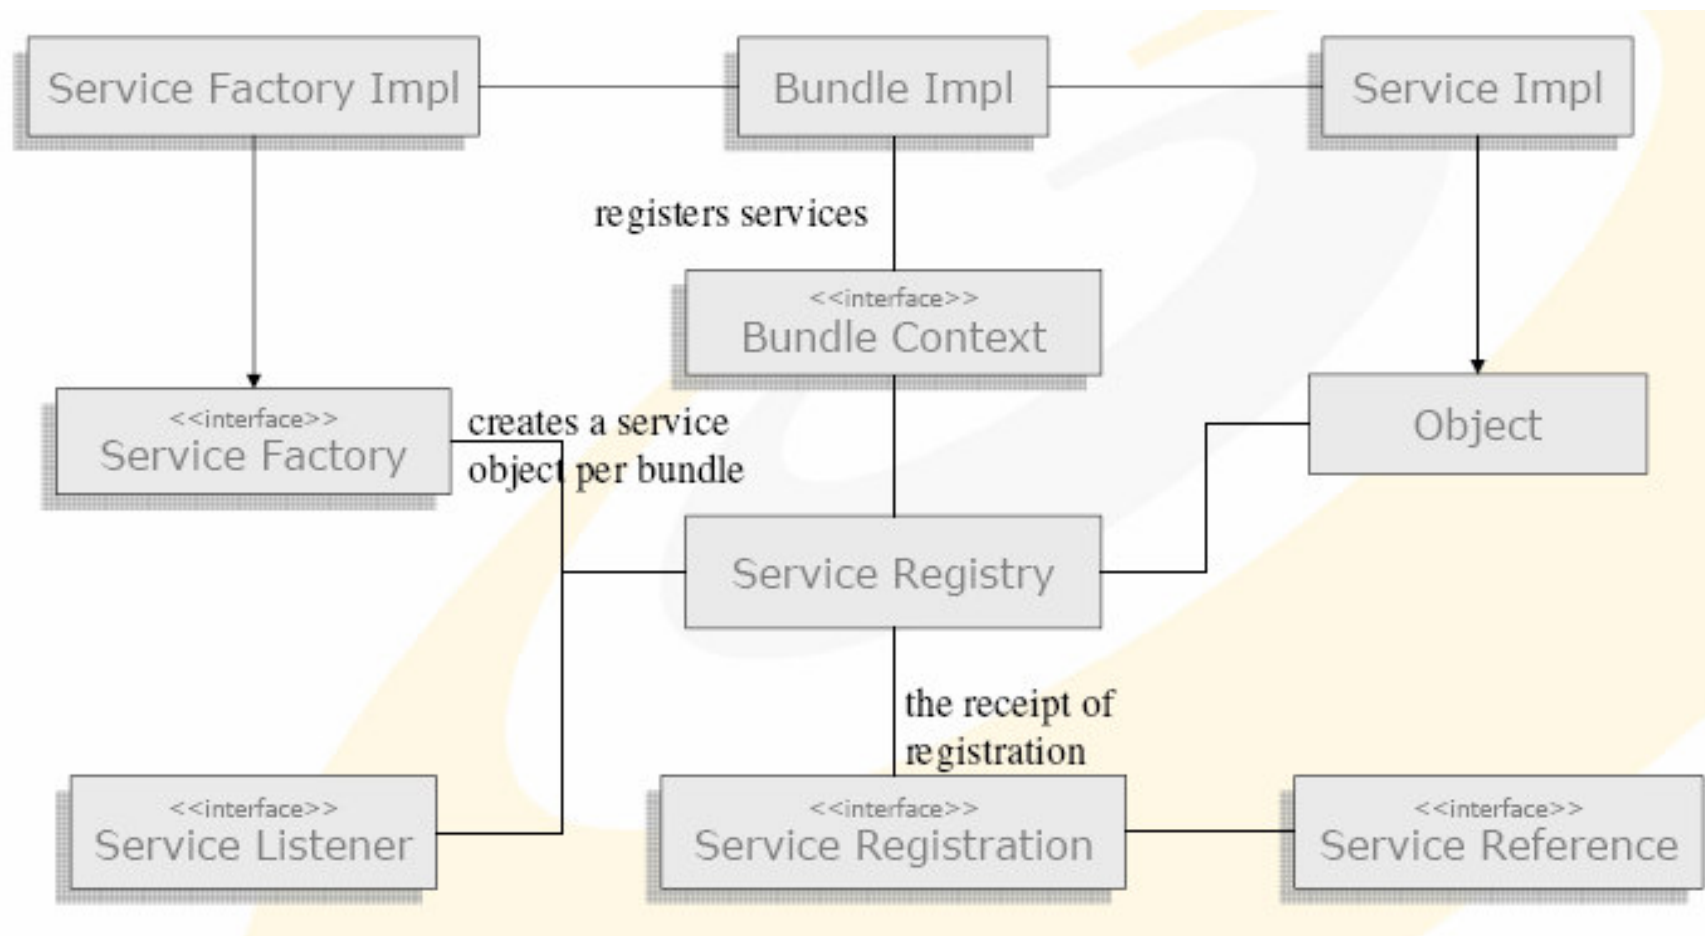 Service Factory Impl
Bundle Impl
Service Impl
registers services
<<interface>>
Bundle Context
<<interface>>
Service Factory
creates a service
object per bundle
Object
Service Registry
the receipt of
registration
<<interface>>
Service Listener
<<interface>>
Service Registration
<<interface>>
Service Reference